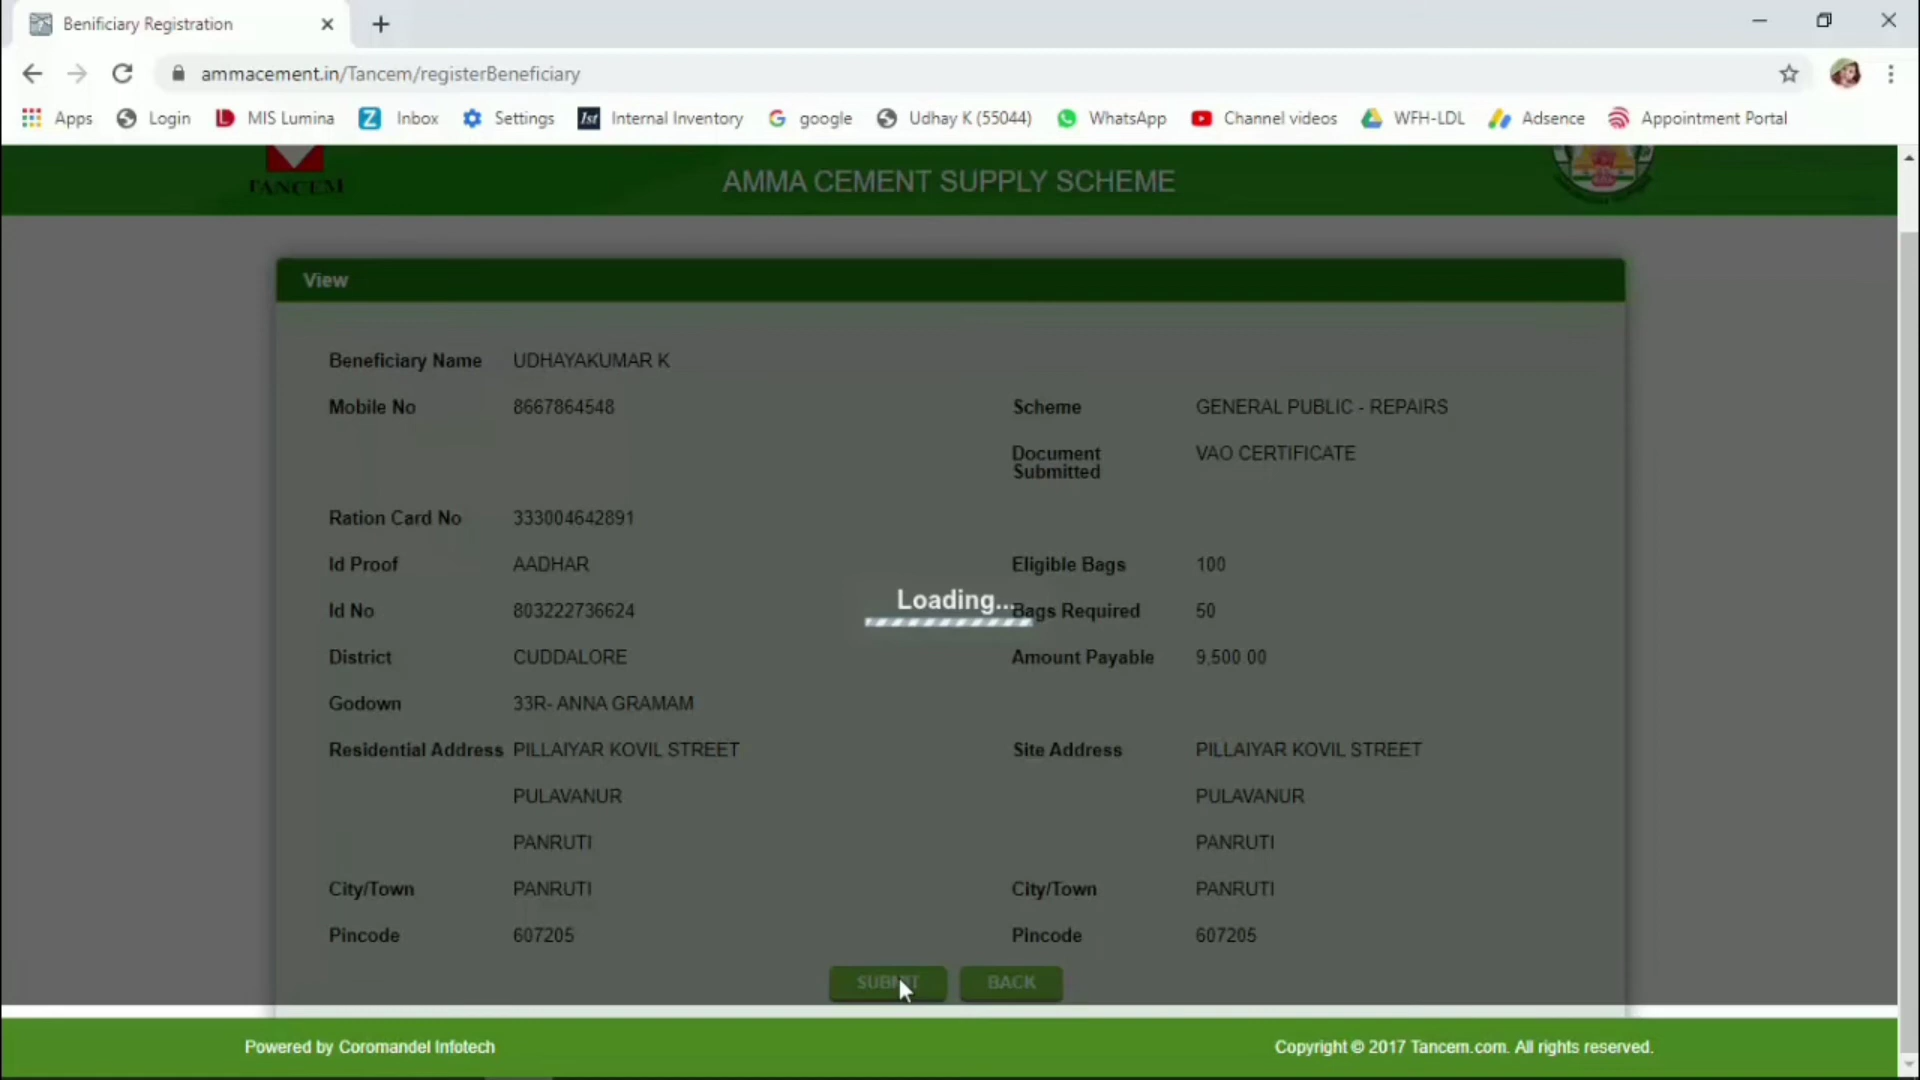 Benificiary Registration
ammacement.in/Tancem/registerBeneficiary
Apps Login MIS Lumina Inbox Settings Ist Internal Inventory google Udhay K (55044) WhatsApp Channel videos WFH-LDL Adsence Appointment Portal
TANCEM
AMMA CEMENT SUPPLY SCHEME
View
Beneficiary Name UDHAYAKUMAR K
Mobile No 8667864548 Scheme GENERAL PUBLIC - REPAIRS
Document Submitted VAO CERTIFICATE
Ration Card No 333004642891
Id Proof AADHAR Eligible Bags 100
Loading...
Id No 803222736624 Bags Required 50
District CUDDALORE Amount Payable 9,500.00
Godown 33R- ANNA GRAMAM
Residential Address PILLAIYAR KOVIL STREET Site Address PILLAIYAR KOVIL STREET
PULAVANUR PULAVANUR
PANRUTI PANRUTI
City/Town PANRUTI City/Town PANRUTI
Pincode 607205 Pincode 607205
SUBMIT BACK
Powered by Coromandel Infotech Copyright © 2017 Tancem.com. All rights reserved.